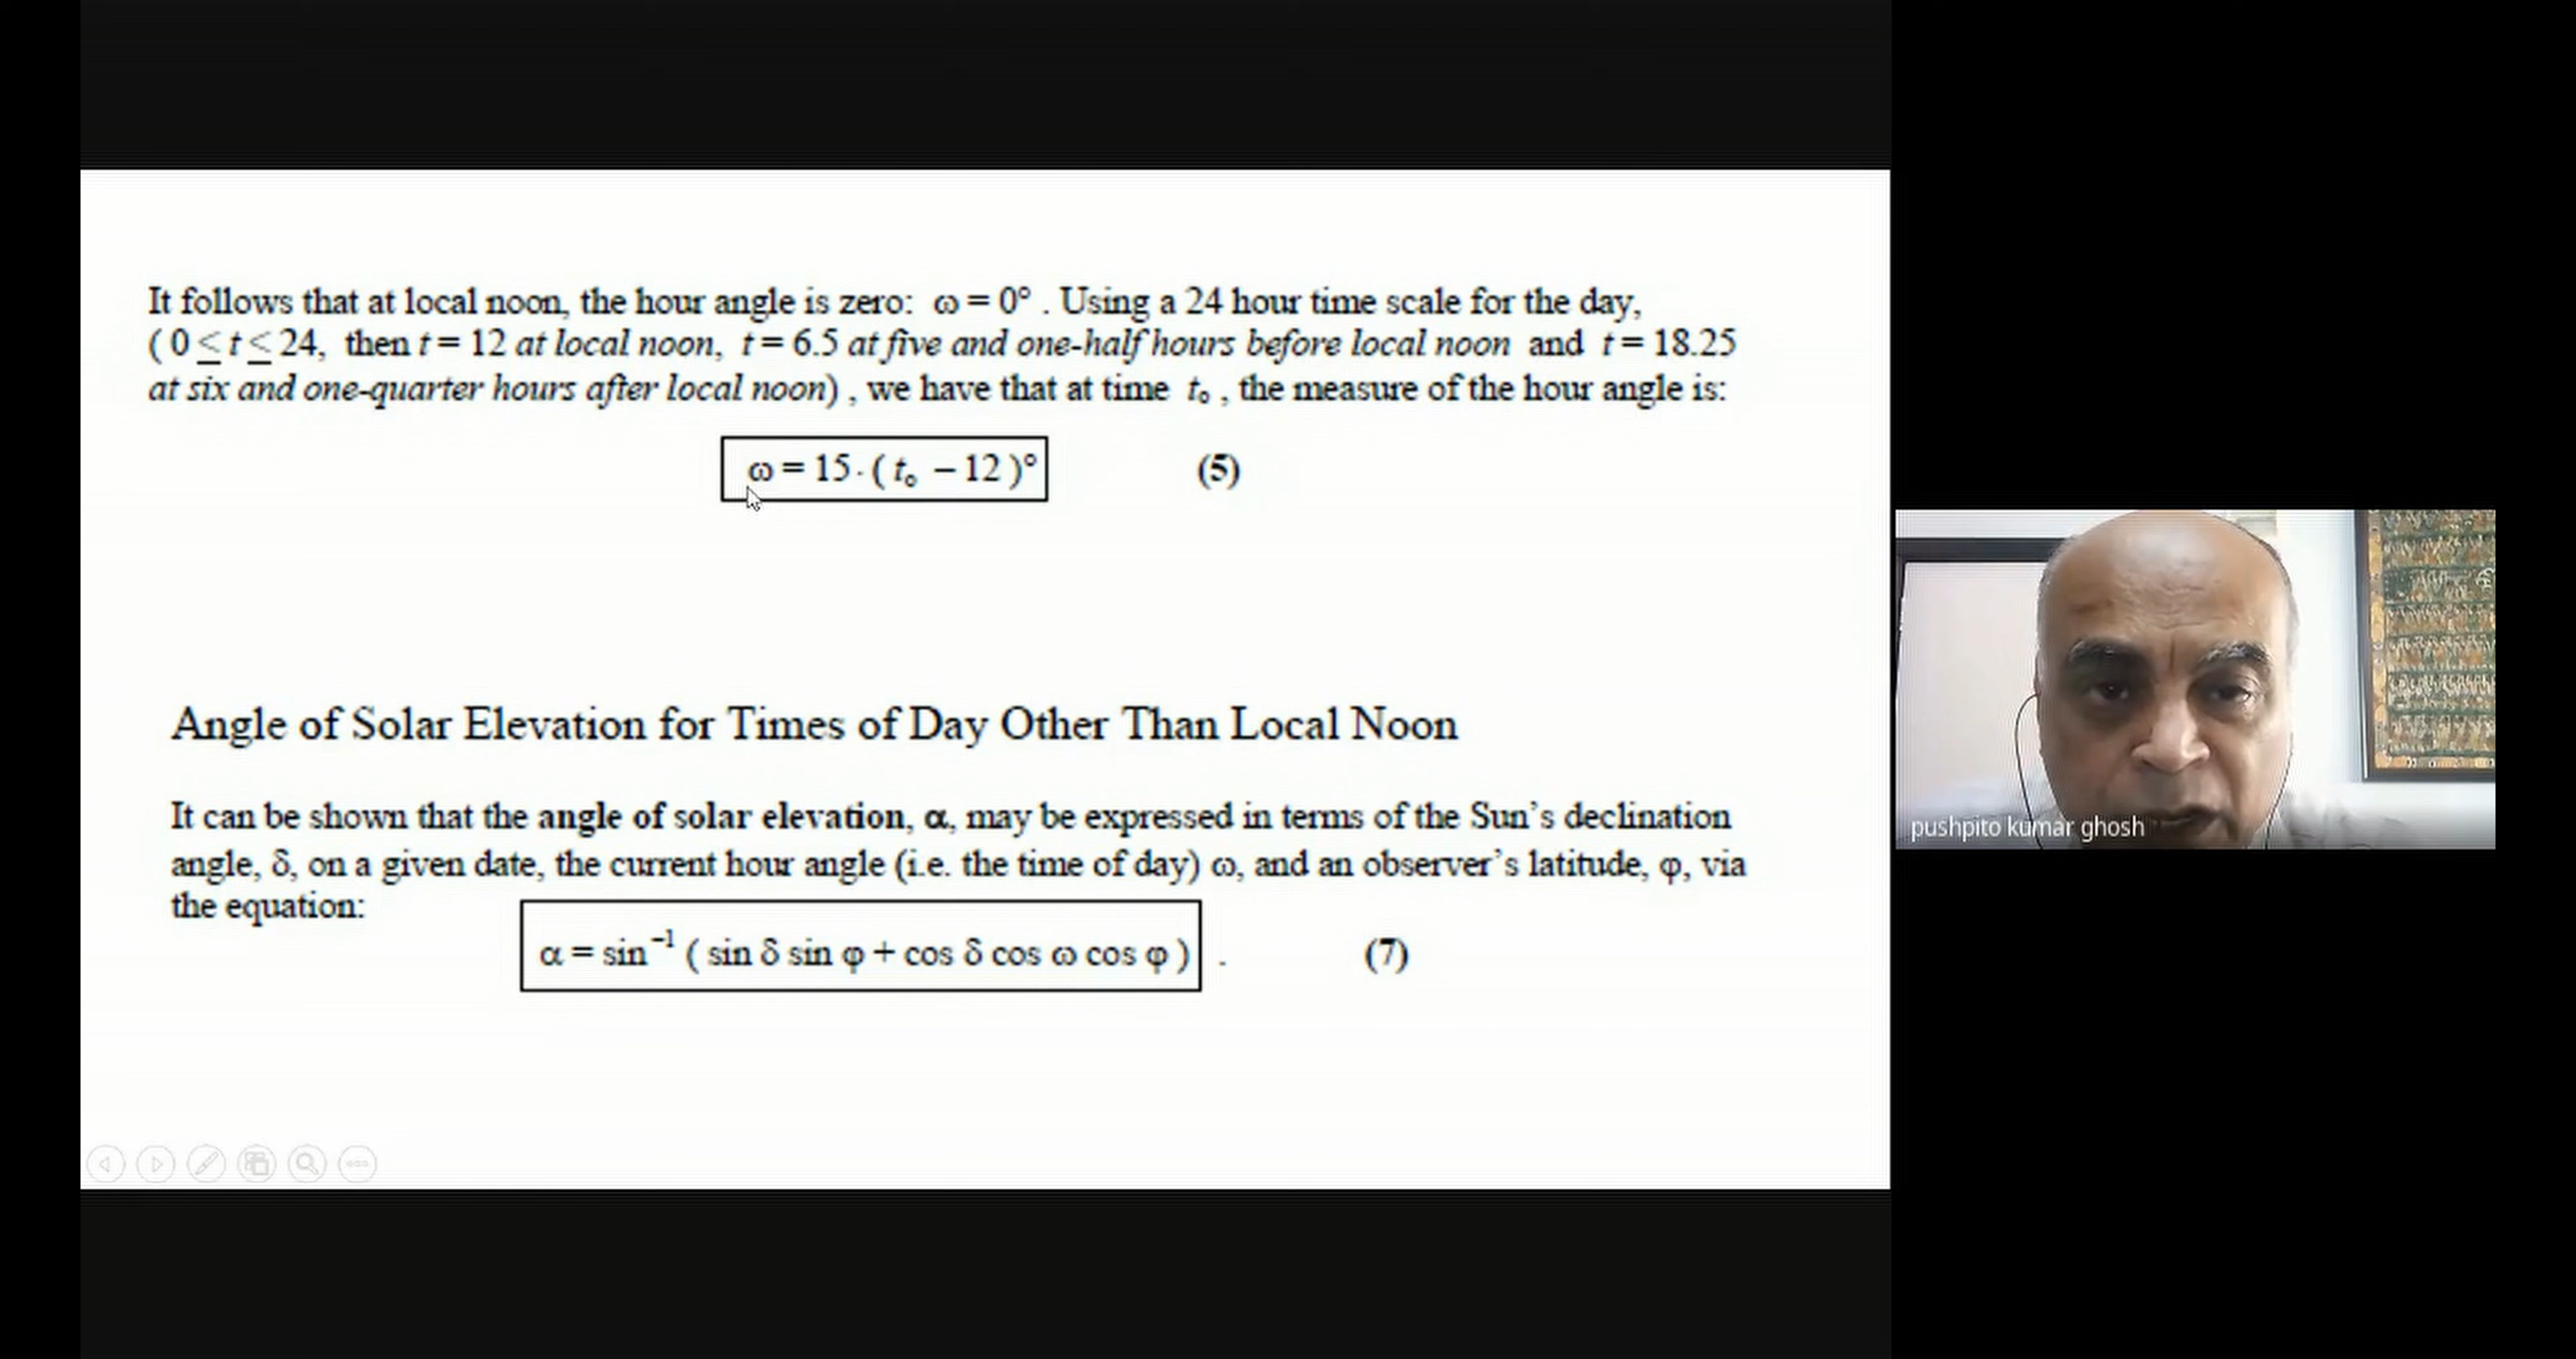 It follows that at local noon, the hour angle is zero: ω = 0° . Using a 24 hour time scale for the day,
( 0 ≤ t ≤ 24, then t = 12 at local noon, t = 6.5 at five and one-half hours before local noon and t = 18.25
at six and one-quarter hours after local noon) , we have that at time t₀ , the measure of the hour angle is:
ω = 15 · ( t₀ − 12 )° (5)
Angle of Solar Elevation for Times of Day Other Than Local Noon
It can be shown that the angle of solar elevation, α, may be expressed in terms of the Sun’s declination
angle, δ, on a given date, the current hour angle (i.e. the time of day) ω, and an observer’s latitude, φ, via
the equation:
α = sin⁻¹ ( sin δ sin φ + cos δ cos ω cos φ ) . (7)
pushpito kumar ghosh